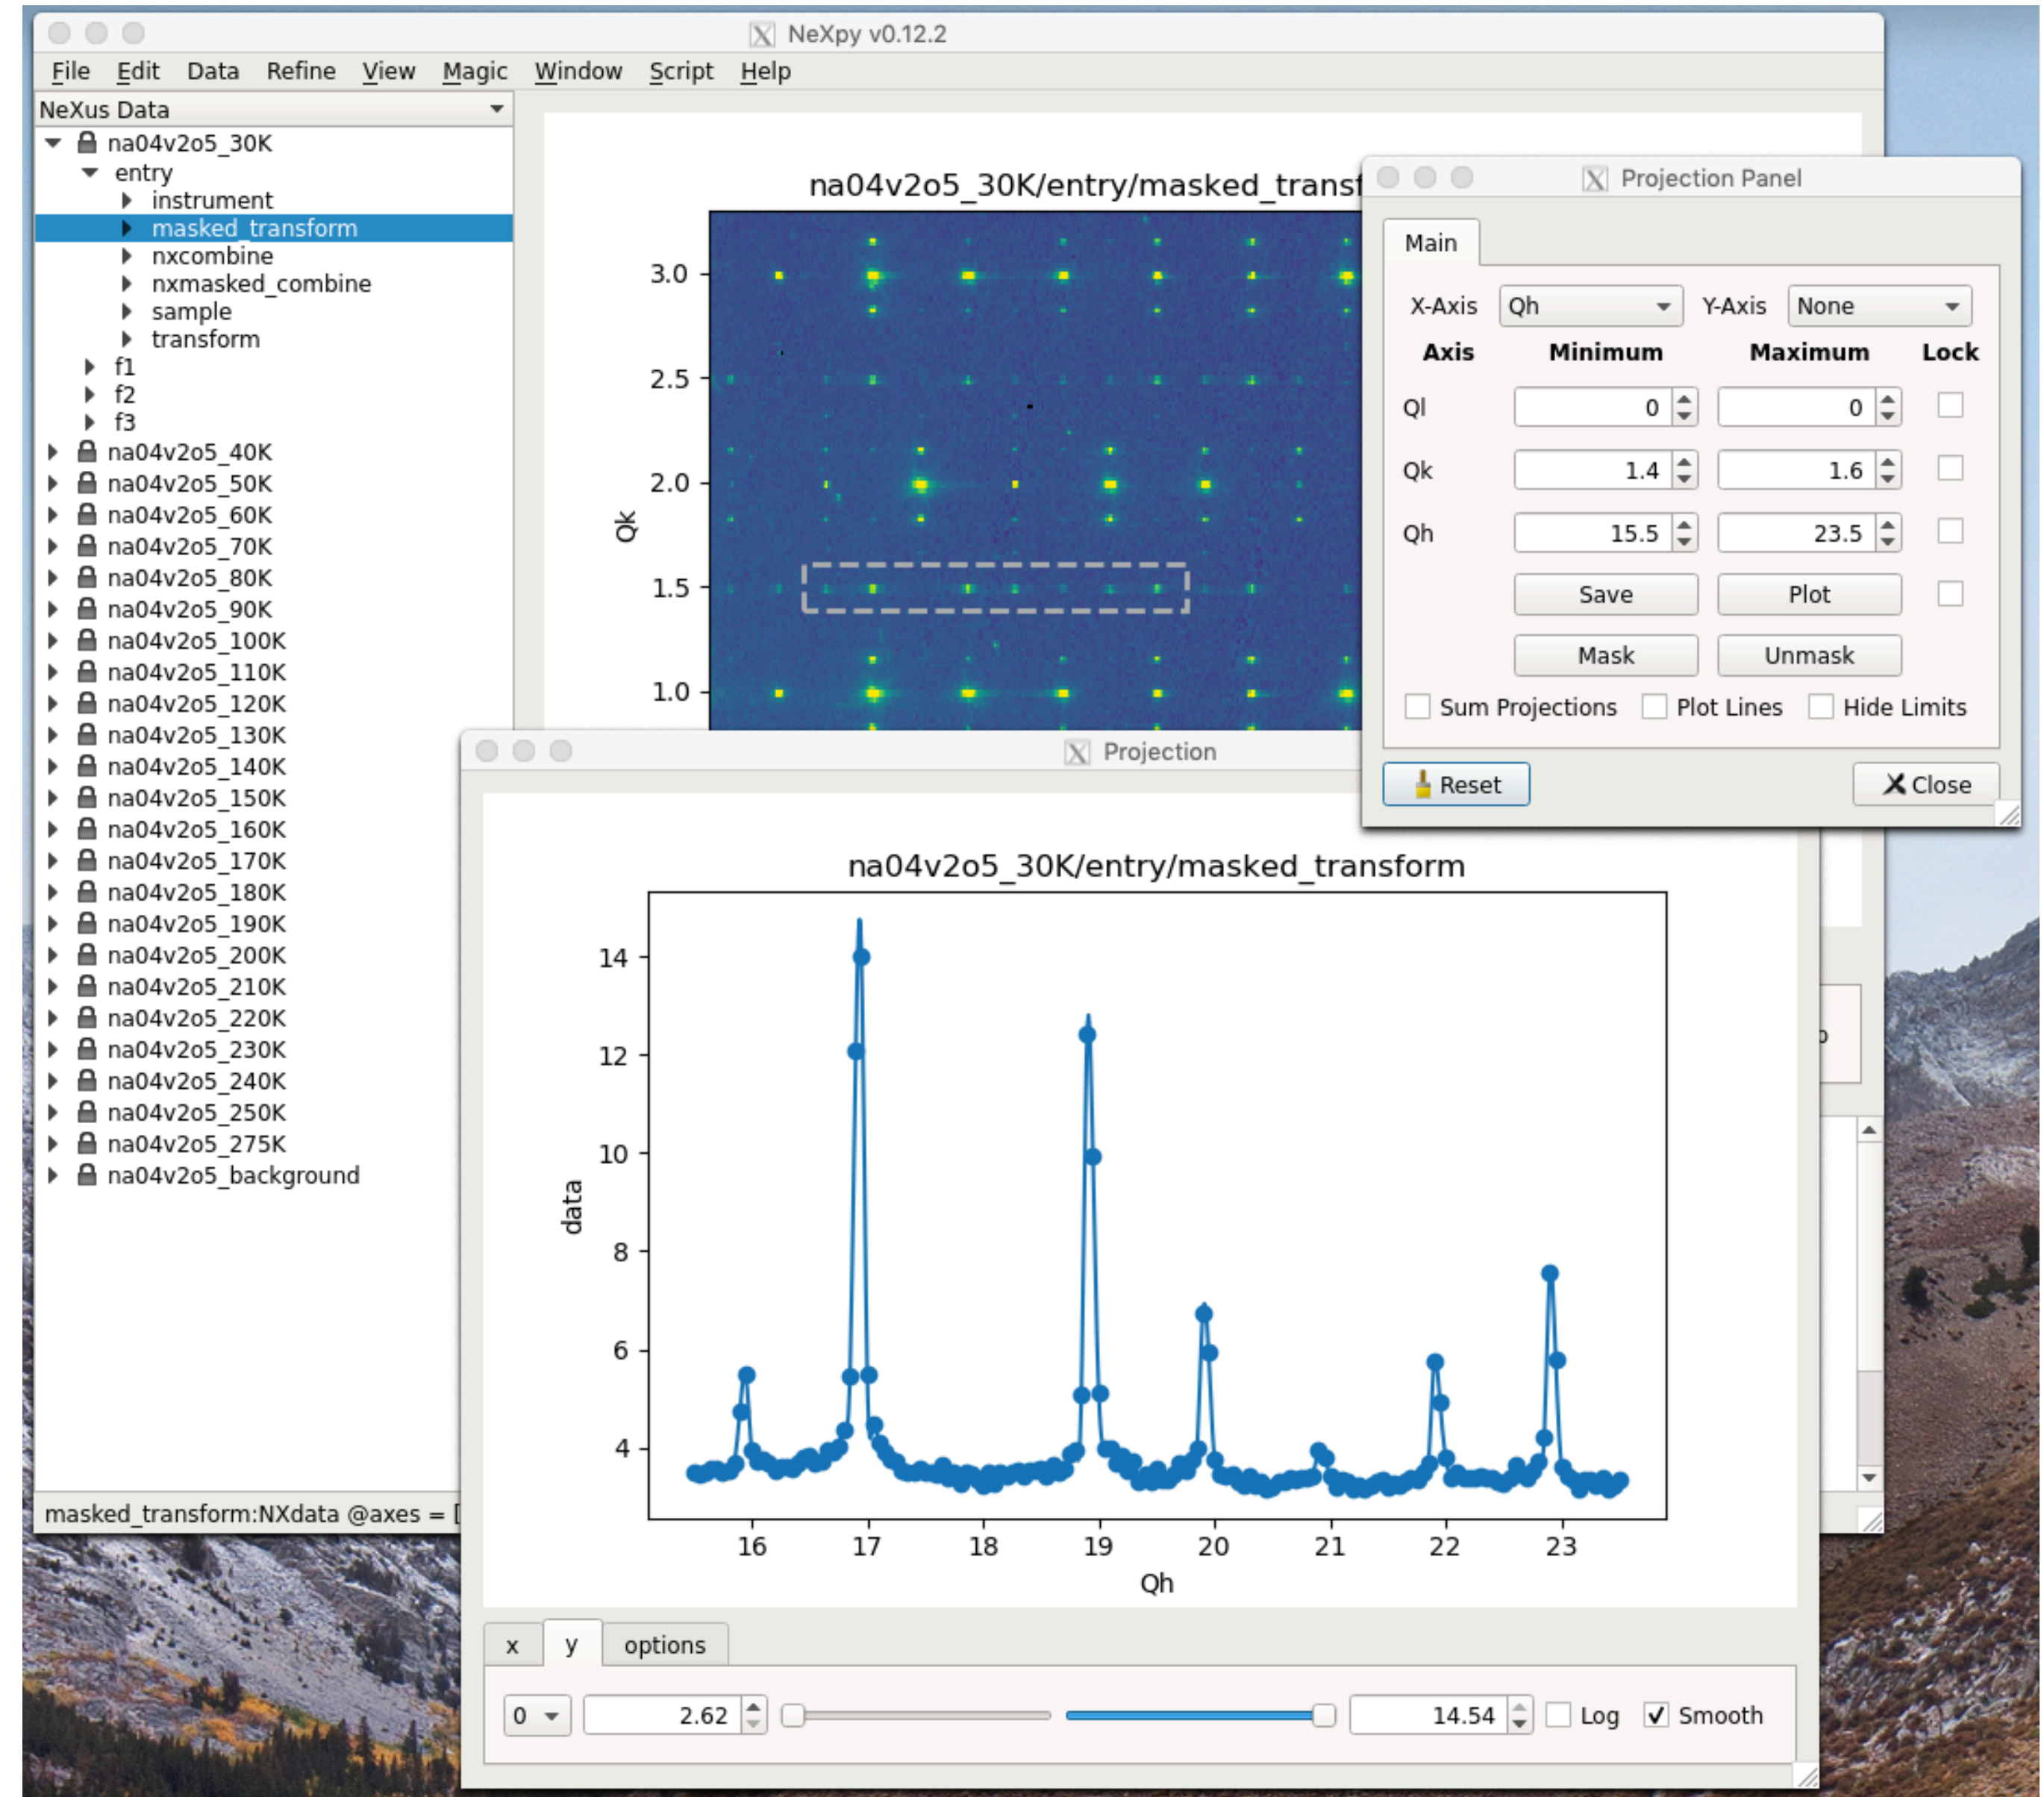 NeXpy v0.12.2
File Edit Data Refine View Magic Window Script Help
NeXus Data
na04v2o5_30K
entry
instrument
masked_transform
nxcombine
nxmasked_combine
sample
transform
f1
f2
f3
na04v2o5_40K
na04v2o5_50K
na04v2o5_60K
na04v2o5_70K
na04v2o5_80K
na04v2o5_90K
na04v2o5_100K
na04v2o5_110K
na04v2o5_120K
na04v2o5_130K
na04v2o5_140K
na04v2o5_150K
na04v2o5_160K
na04v2o5_170K
na04v2o5_180K
na04v2o5_190K
na04v2o5_200K
na04v2o5_210K
na04v2o5_220K
na04v2o5_230K
na04v2o5_240K
na04v2o5_250K
na04v2o5_275K
na04v2o5_background
masked_transform:NXdata @axes = [
na04v2o5_30K/entry/masked_transf
3.0
2.5
2.0
1.5
1.0
Qk
Projection Panel
Main
X-Axis Qh Y-Axis None
Axis Minimum Maximum Lock
Ql 0 0
Qk 1.4 1.6
Qh 15.5 23.5
Save Plot
Mask Unmask
Sum Projections Plot Lines Hide Limits
Reset Close
Projection
na04v2o5_30K/entry/masked_transform
14
12
10
8
6
4
data
16 17 18 19 20 21 22 23
Qh
x y options
0 2.62 14.54 Log Smooth